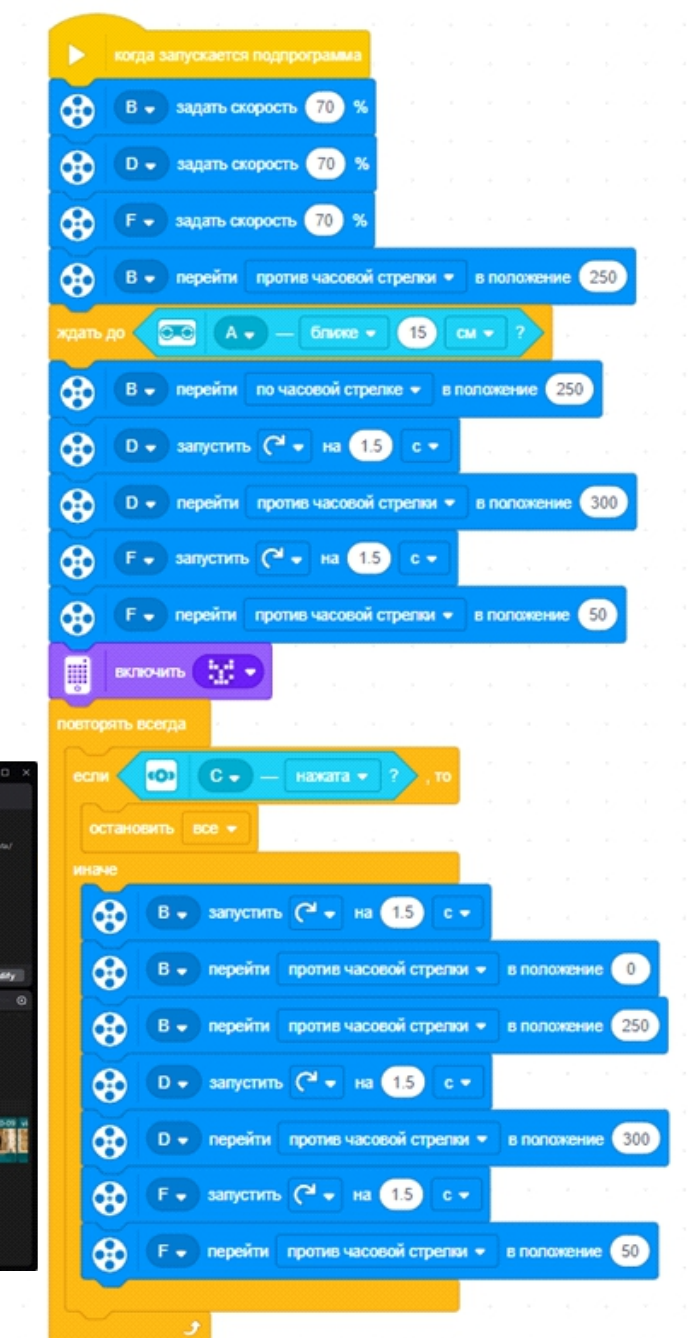 когда запускается подпрограмма
B задать скорость 70 %
D задать скорость 70 %
F задать скорость 70 %
B перейти против часовой стрелки в положение 250
ждать до A — ближе 15 см ?
B перейти по часовой стрелке в положение 250
D запустить на 1.5 с
D перейти против часовой стрелки в положение 300
F запустить на 1.5 с
F перейти против часовой стрелки в положение 50
включить
повторять всегда
если C — нажата ? , то
остановить все
иначе
B запустить на 1.5 с
B перейти против часовой стрелки в положение 0
B перейти против часовой стрелки в положение 250
D запустить на 1.5 с
D перейти против часовой стрелки в положение 300
F запустить на 1.5 с
F перейти против часовой стрелки в положение 50